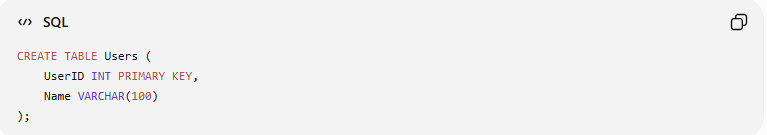 SQL
CREATE TABLE Users (
    UserID INT PRIMARY KEY,
    Name VARCHAR(100)
);